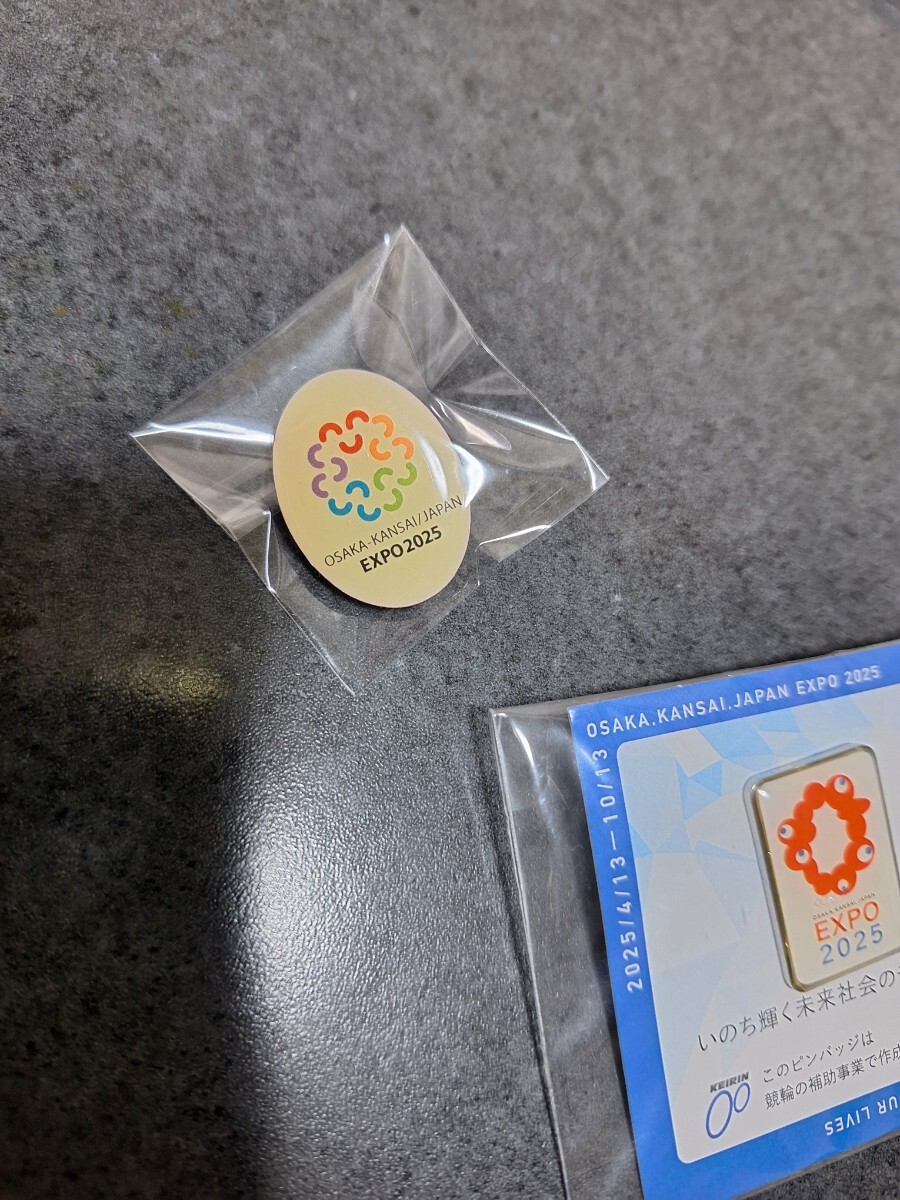 OSAKA-KANSAI/JAPAN
EXPO2025
OSAKA.KANSAI.JAPAN EXPO 2025
2025/4/13—10/13
OSAKA, KANSAI, JAPAN
EXPO
2025
いのち輝く未来社会の
KEIRIN
このピンバッジは
競輪の補助事業で作成
UR LIVES